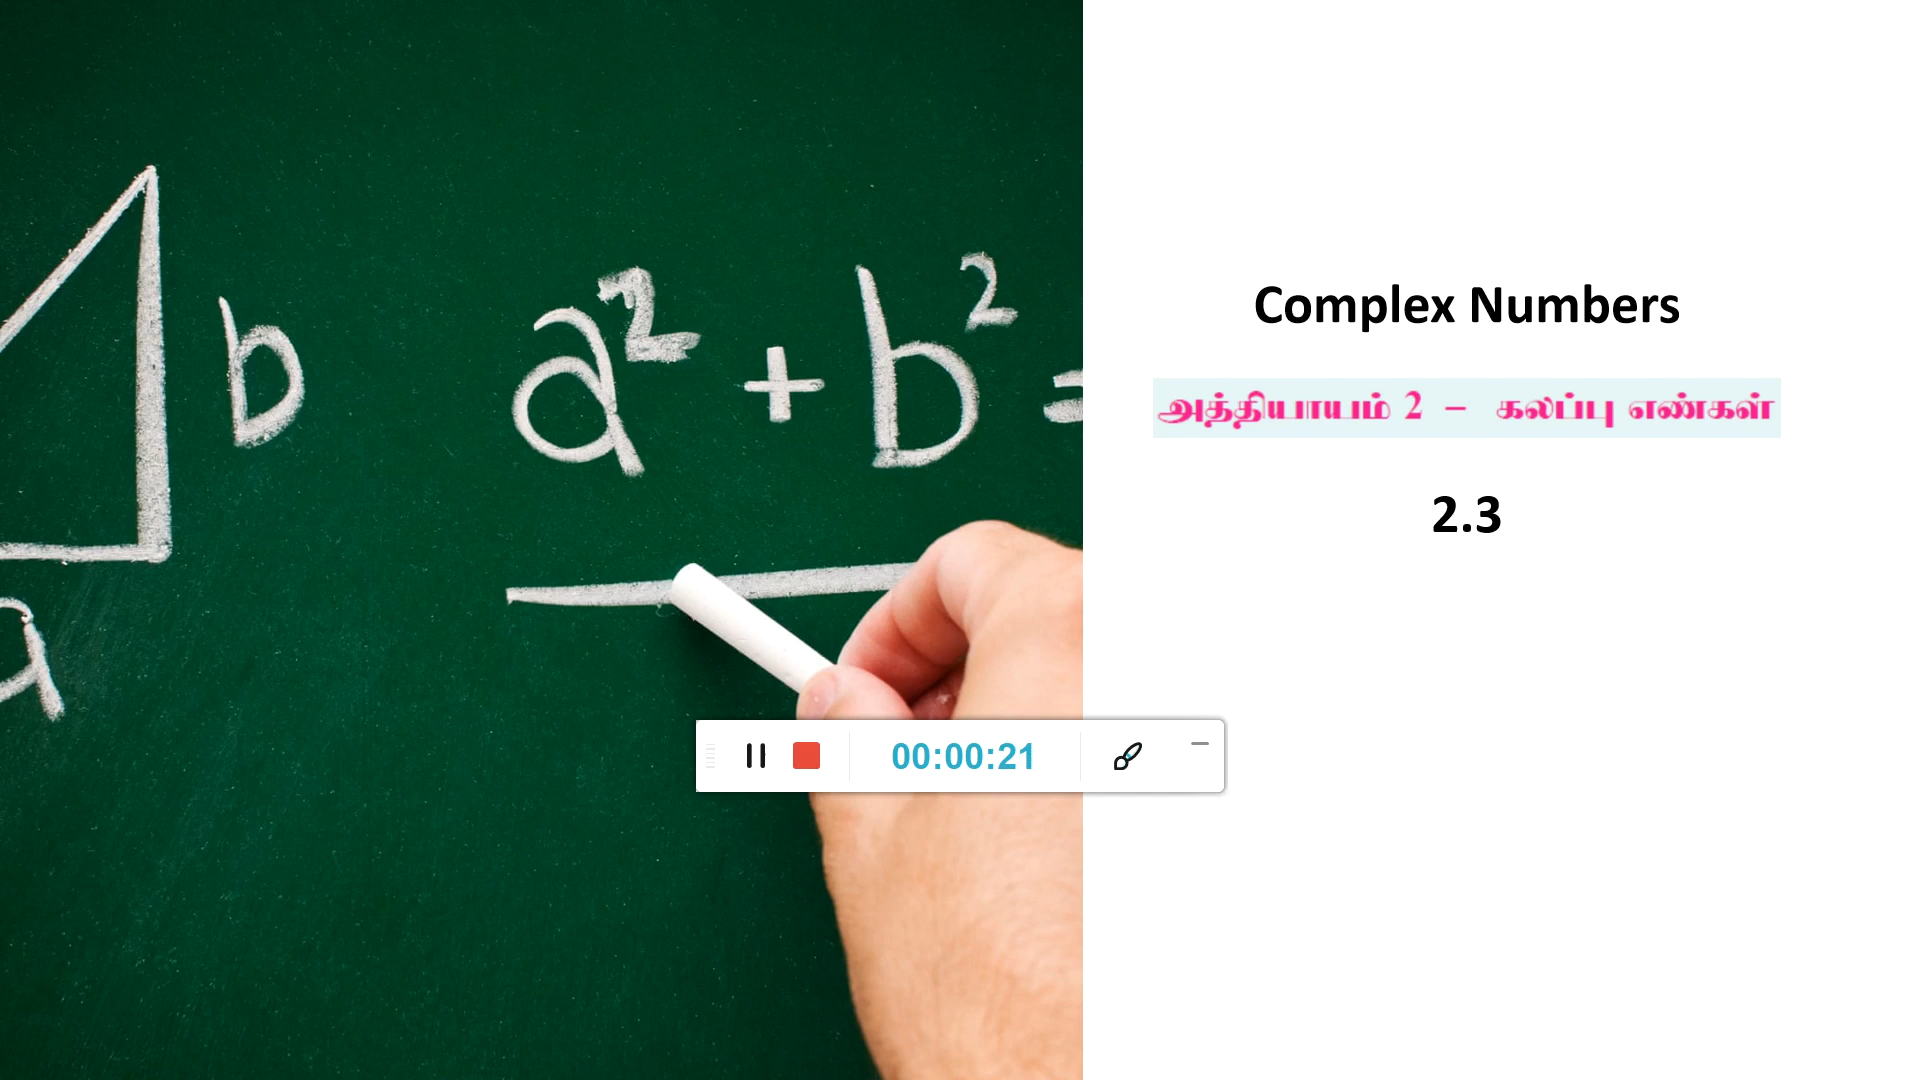 b
a² + b² =
a
Complex Numbers
அத்தியாயம் 2 – கலப்பு எண்கள்
2.3
00:00:21